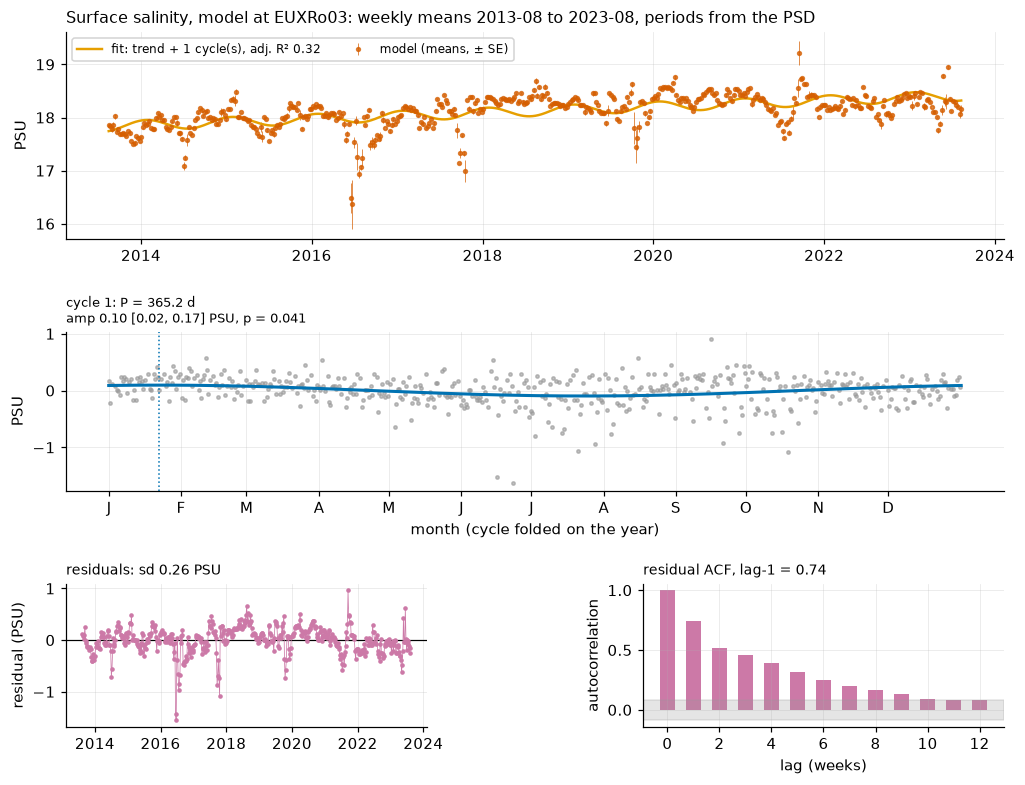 Surface salinity, model at EUXRo03: weekly means 2013-08 to 2023-08, periods from the PSD
fit: trend + 1 cycle(s), adj. R² 0.32
model (means, ± SE)
19
18
17
16
PSU
2014
2016
2018
2020
2022
2024
cycle 1: P = 365.2 d
amp 0.10 [0.02, 0.17] PSU, p = 0.041
1
0
−1
PSU
J
F
M
A
M
J
J
A
S
O
N
D
month (cycle folded on the year)
residuals: sd 0.26 PSU
1
0
−1
residual (PSU)
2014
2016
2018
2020
2022
2024
residual ACF, lag-1 = 0.74
1.0
0.5
0.0
autocorrelation
0
2
4
6
8
10
12
lag (weeks)